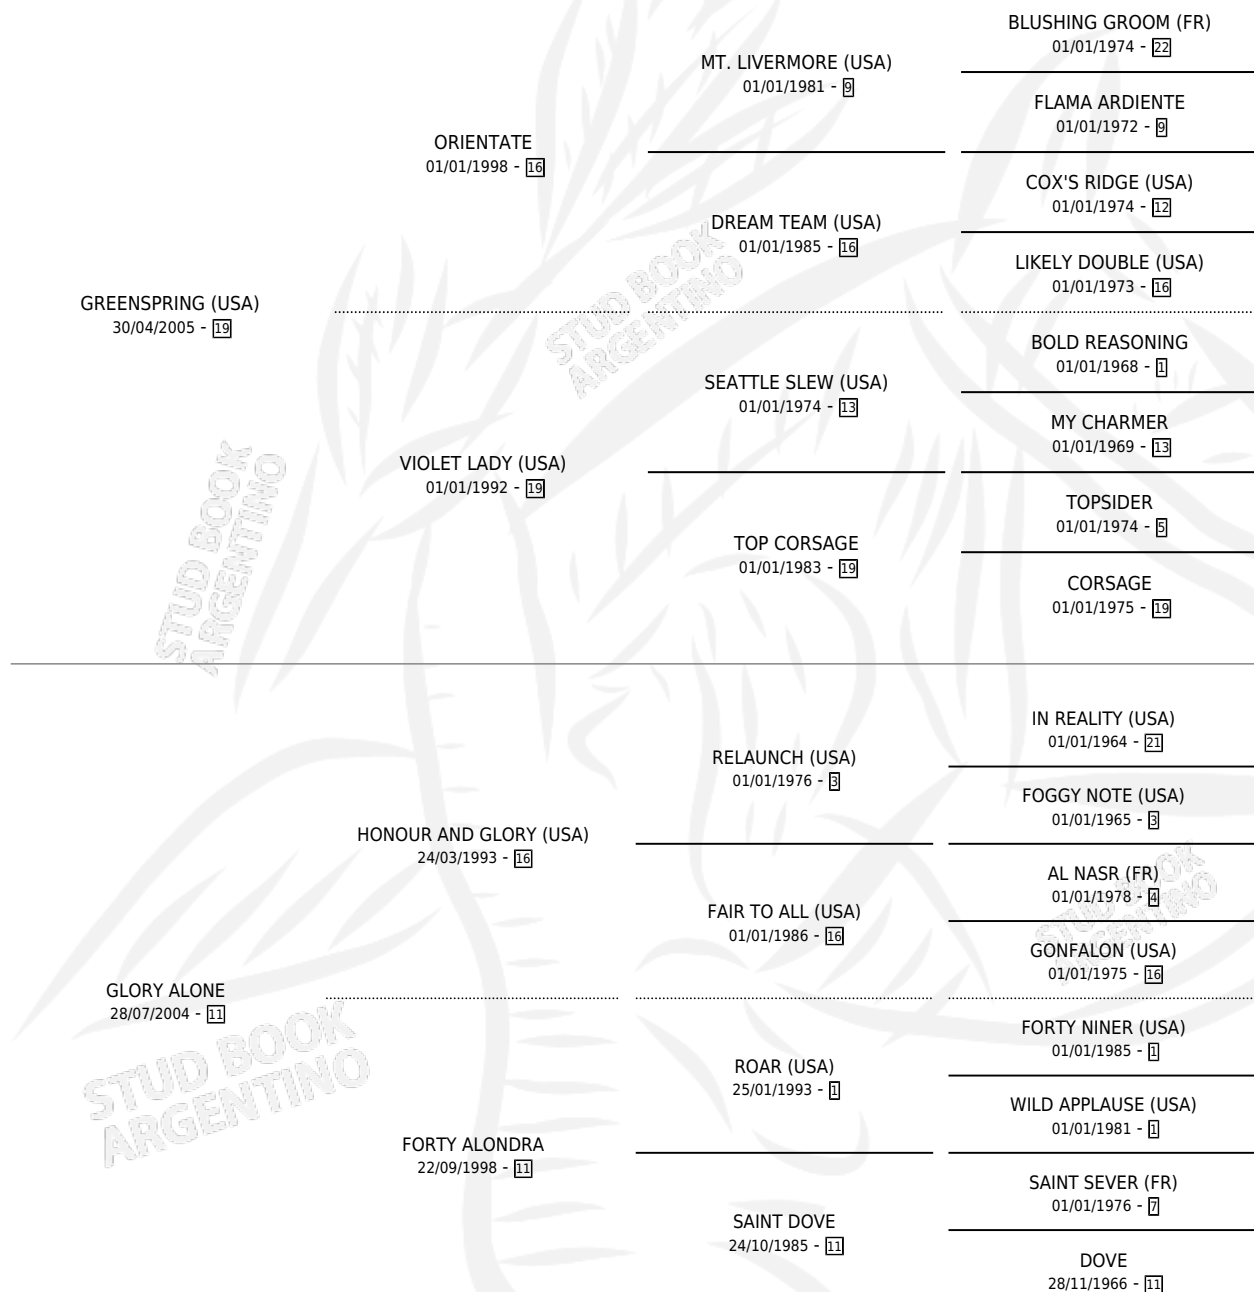 BLUSHING GROOM (FR)
01/01/1974 - 22
MT. LIVERMORE (USA)
01/01/1981 - 9
FLAMA ARDIENTE
01/01/1972 - 9
ORIENTATE
01/01/1998 - 16
COX'S RIDGE (USA)
01/01/1974 - 12
DREAM TEAM (USA)
01/01/1985 - 16
LIKELY DOUBLE (USA)
01/01/1973 - 16
GREENSPRING (USA)
30/04/2005 - 19
BOLD REASONING
01/01/1968 - 1
SEATTLE SLEW (USA)
01/01/1974 - 13
MY CHARMER
01/01/1969 - 13
VIOLET LADY (USA)
01/01/1992 - 19
TOPSIDER
01/01/1974 - 5
TOP CORSAGE
01/01/1983 - 19
CORSAGE
01/01/1975 - 19
IN REALITY (USA)
01/01/1964 - 21
RELAUNCH (USA)
01/01/1976 - 3
FOGGY NOTE (USA)
01/01/1965 - 3
HONOUR AND GLORY (USA)
24/03/1993 - 16
AL NASR (FR)
01/01/1978 - 4
FAIR TO ALL (USA)
01/01/1986 - 16
GONFALON (USA)
01/01/1975 - 16
GLORY ALONE
28/07/2004 - 11
FORTY NINER (USA)
01/01/1985 - 1
ROAR (USA)
25/01/1993 - 1
WILD APPLAUSE (USA)
01/01/1981 - 1
FORTY ALONDRA
22/09/1998 - 11
SAINT SEVER (FR)
01/01/1976 - 7
SAINT DOVE
24/10/1985 - 11
DOVE
28/11/1966 - 11
STUD BOOK
ARGENTINO
STUD BOOK
ARGENTINO
STUD BOOK
ARGENTINO
STUD BOOK
ARGENTINO